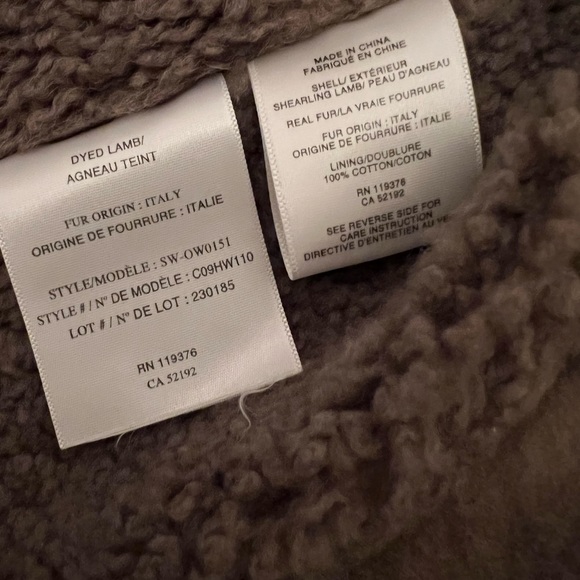 DYED LAMB/
AGNEAU TEINT
FUR ORIGIN : ITALY
ORIGINE DE FOURRURE : ITALIE
STYLE/MODÈLE : SW-OW0151
STYLE # / N° DE MODÈLE : C09HW110
LOT # / N° DE LOT : 230185
RN 119376
CA 52192
MADE IN CHINA
FABRIQUÉ EN CHINE
SHELL/ EXTÉRIEUR
SHEARLING LAMB/ PEAU D'AGNEAU
REAL FUR/LA VRAIE FOURRURE
FUR ORIGIN : ITALY
ORIGINE DE FOURRURE : ITALIE
LINING/DOUBLURE
100% COTTON/COTON
RN 119376
CA 52192
SEE REVERSE SIDE FOR
CARE INSTRUCTION
DIRECTIVE D'ENTRETIEN AU